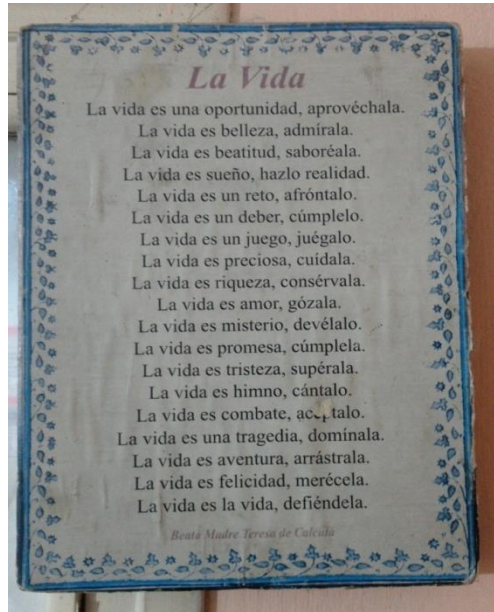 La Vida
La vida es una oportunidad, aprovéchala.
La vida es belleza, admírala.
La vida es beatitud, saboréala.
La vida es sueño, hazlo realidad.
La vida es un reto, afróntalo.
La vida es un deber, cúmplelo.
La vida es un juego, juégalo.
La vida es preciosa, cuídala.
La vida es riqueza, consérvala.
La vida es amor, gózala.
La vida es misterio, devélalo.
La vida es promesa, cúmplela.
La vida es tristeza, supérala.
La vida es himno, cántalo.
La vida es combate, aceptalo.
La vida es una tragedia, domínala.
La vida es aventura, arrástrala.
La vida es felicidad, merécela.
La vida es la vida, defiéndela.
Beata Madre Teresa de Calcuta